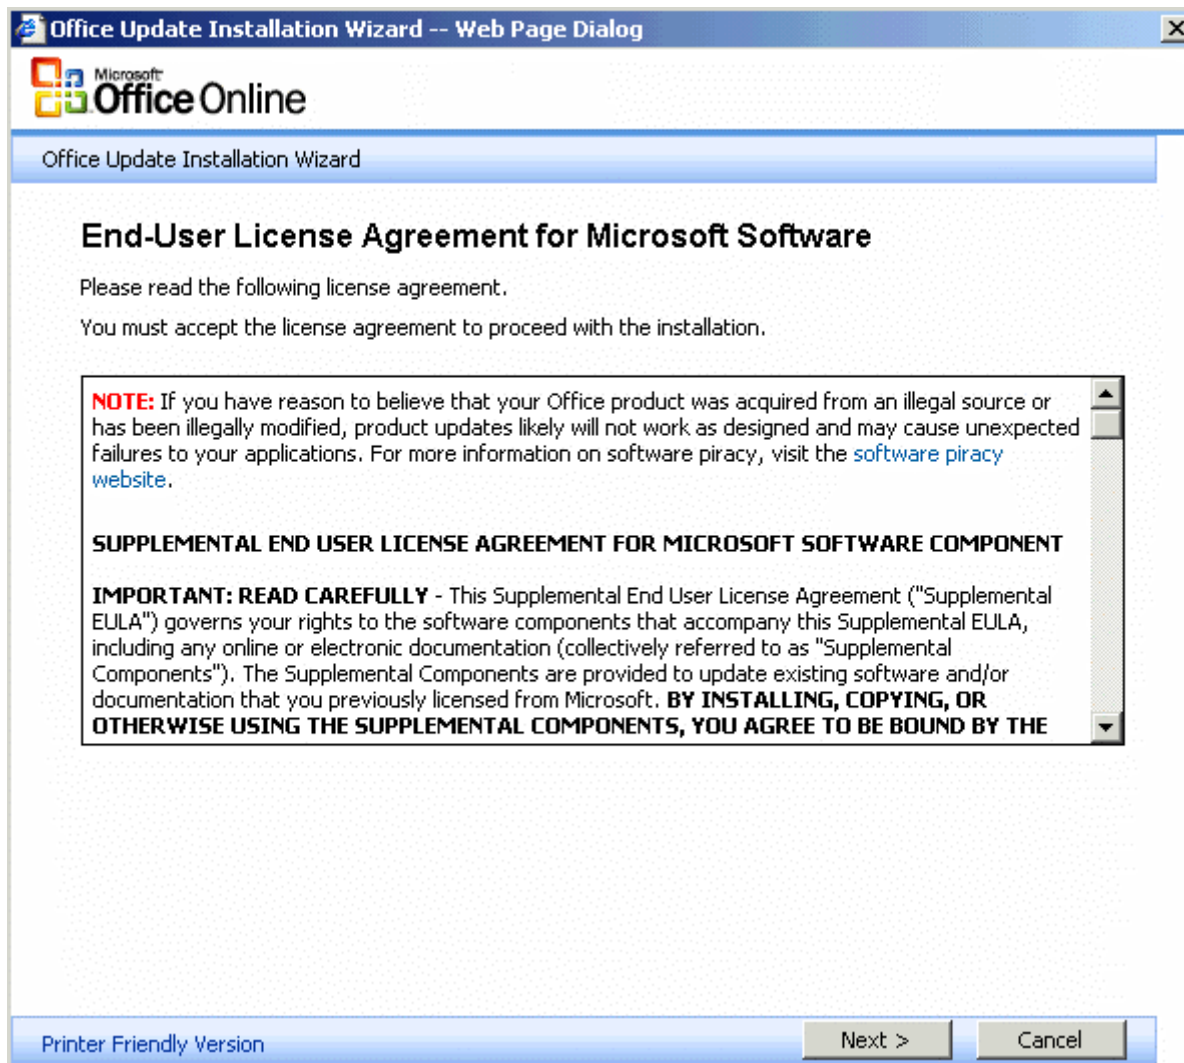 Office Update Installation Wizard -- Web Page Dialog
Microsoft
Office Online
Office Update Installation Wizard
End-User License Agreement for Microsoft Software
Please read the following license agreement.
You must accept the license agreement to proceed with the installation.
NOTE: If you have reason to believe that your Office product was acquired from an illegal source or
has been illegally modified, product updates likely will not work as designed and may cause unexpected
failures to your applications. For more information on software piracy, visit the software piracy
website.
SUPPLEMENTAL END USER LICENSE AGREEMENT FOR MICROSOFT SOFTWARE COMPONENT
IMPORTANT: READ CAREFULLY - This Supplemental End User License Agreement ("Supplemental
EULA") governs your rights to the software components that accompany this Supplemental EULA,
including any online or electronic documentation (collectively referred to as "Supplemental
Components"). The Supplemental Components are provided to update existing software and/or
documentation that you previously licensed from Microsoft. BY INSTALLING, COPYING, OR
OTHERWISE USING THE SUPPLEMENTAL COMPONENTS, YOU AGREE TO BE BOUND BY THE
Printer Friendly Version
Next >
Cancel